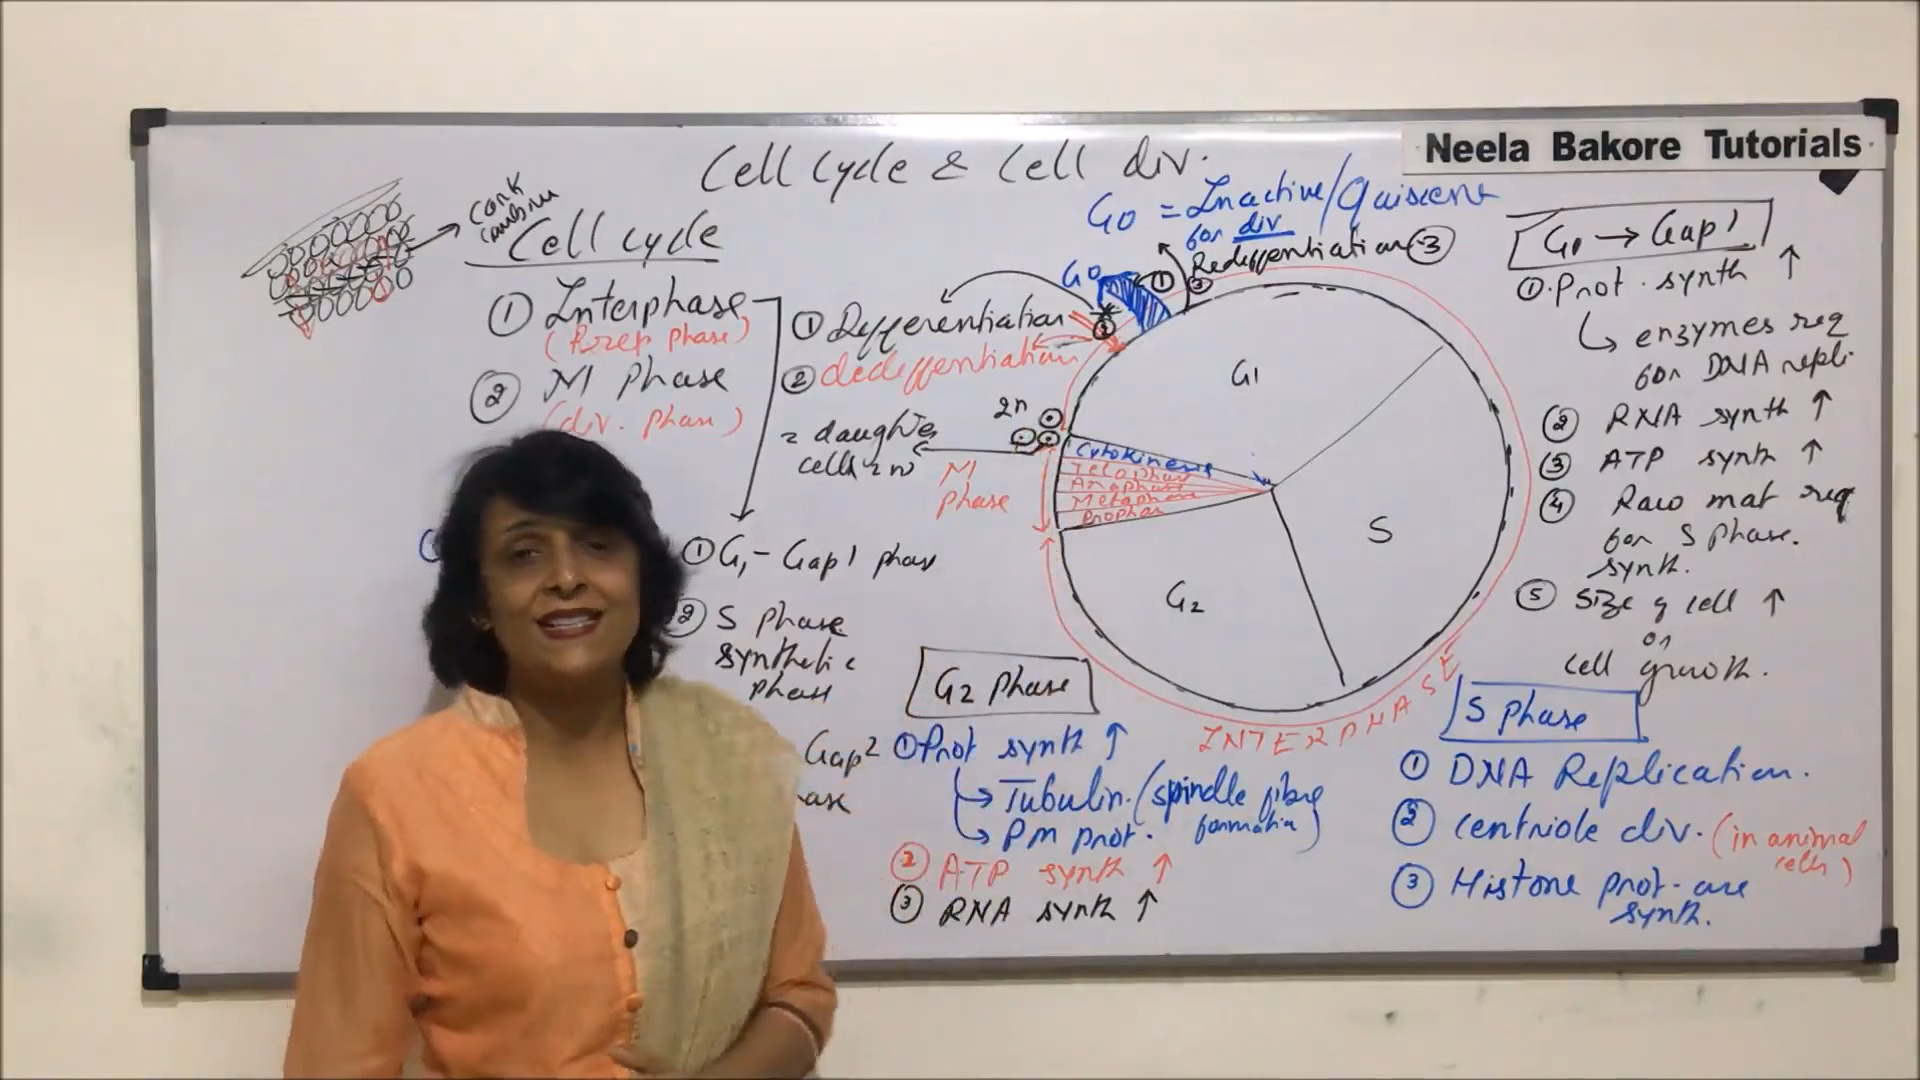 Neela Bakore Tutorials
Cell cycle & Cell div.
cork
cambium
Cell cycle
① Interphase
(Prep phase)
② M phase
(div. phase)
① G1- Gap 1 phase
② S phase
synthetic
phase
Gap 2
ase
① Differentiation
② dedifferentiation
Redifferentiation-③
G0 = Inactive/Quiscent
for div
G0
①
③
②
2n
2 daughter
cells 2n
M
phase
Cytokinesis
Telophase
Anaphase
Metaphase
Prophase
G1
S
G2
INTERPHASE
G1 → Gap 1
①. Prot. synth ↑
enzymes req
for DNA repli.
② RNA synth ↑
③ ATP synth ↑
④ Raw mat req
for S phase.
synth.
⑤ Size of cell ↑
or
cell growth.
G2 phase
① Prot synth ↑
→ Tubulin. (spindle fibre
formation)
→ Pm prot.
② ATP synth ↑
③ RNA synth ↑
S phase
① DNA Replication.
② centriole div. (in animal
cells)
③ Histone prot. are
synth.